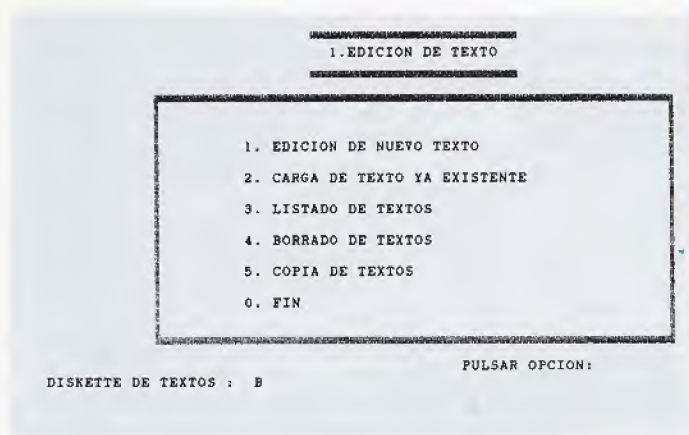 1.EDICION DE TEXTO
1. EDICION DE NUEVO TEXTO
2. CARGA DE TEXTO YA EXISTENTE
3. LISTADO DE TEXTOS
4. BORRADO DE TEXTOS
5. COPIA DE TEXTOS
0. FIN
PULSAR OPCION:
DISKETTE DE TEXTOS : B